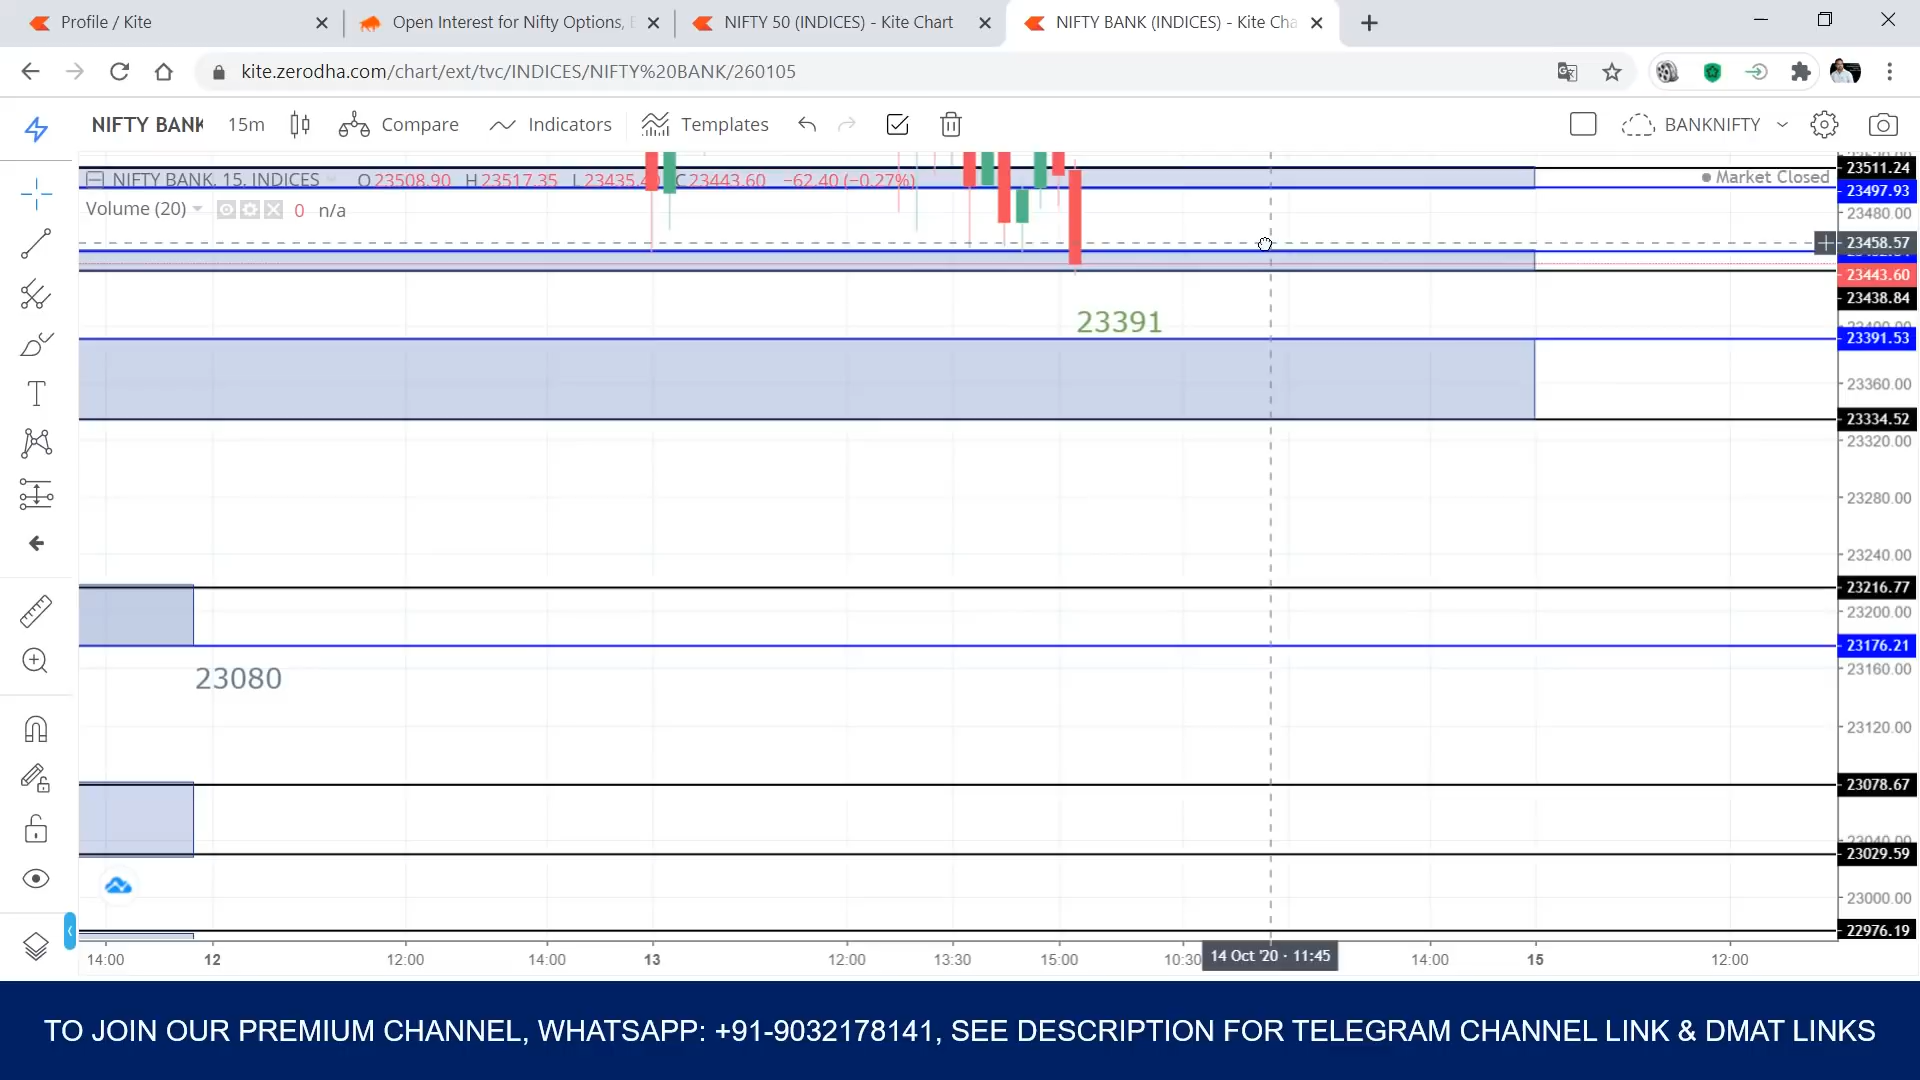 Profile / Kite
Open Interest for Nifty Options, E
NIFTY 50 (INDICES) - Kite Chart
NIFTY BANK (INDICES) - Kite Cha
kite.zerodha.com/chart/ext/tvc/INDICES/NIFTY%20BANK/260105
NIFTY BANK 15m Compare Indicators Templates BANKNIFTY
NIFTY BANK, 15, INDICES O 23508.90 H 23517.35 L 23435.40 C 23443.60 −62.40 (−0.27%)
Market Closed
Volume (20) 0 n/a
23511.24
23497.93
23480.00
23458.57
23443.60
23438.84
23400.00
23391
23391.53
23360.00
23334.52
23320.00
23280.00
23240.00
23216.77
23200.00
23176.21
23160.00
23080
23120.00
23078.67
23040.00
23029.59
23000.00
22976.19
14:00 12 12:00 14:00 13 12:00 13:30 15:00 10:30 14 Oct '20 · 11:45 14:00 15 12:00
TO JOIN OUR PREMIUM CHANNEL, WHATSAPP: +91-9032178141, SEE DESCRIPTION FOR TELEGRAM CHANNEL LINK & DMAT LINKS